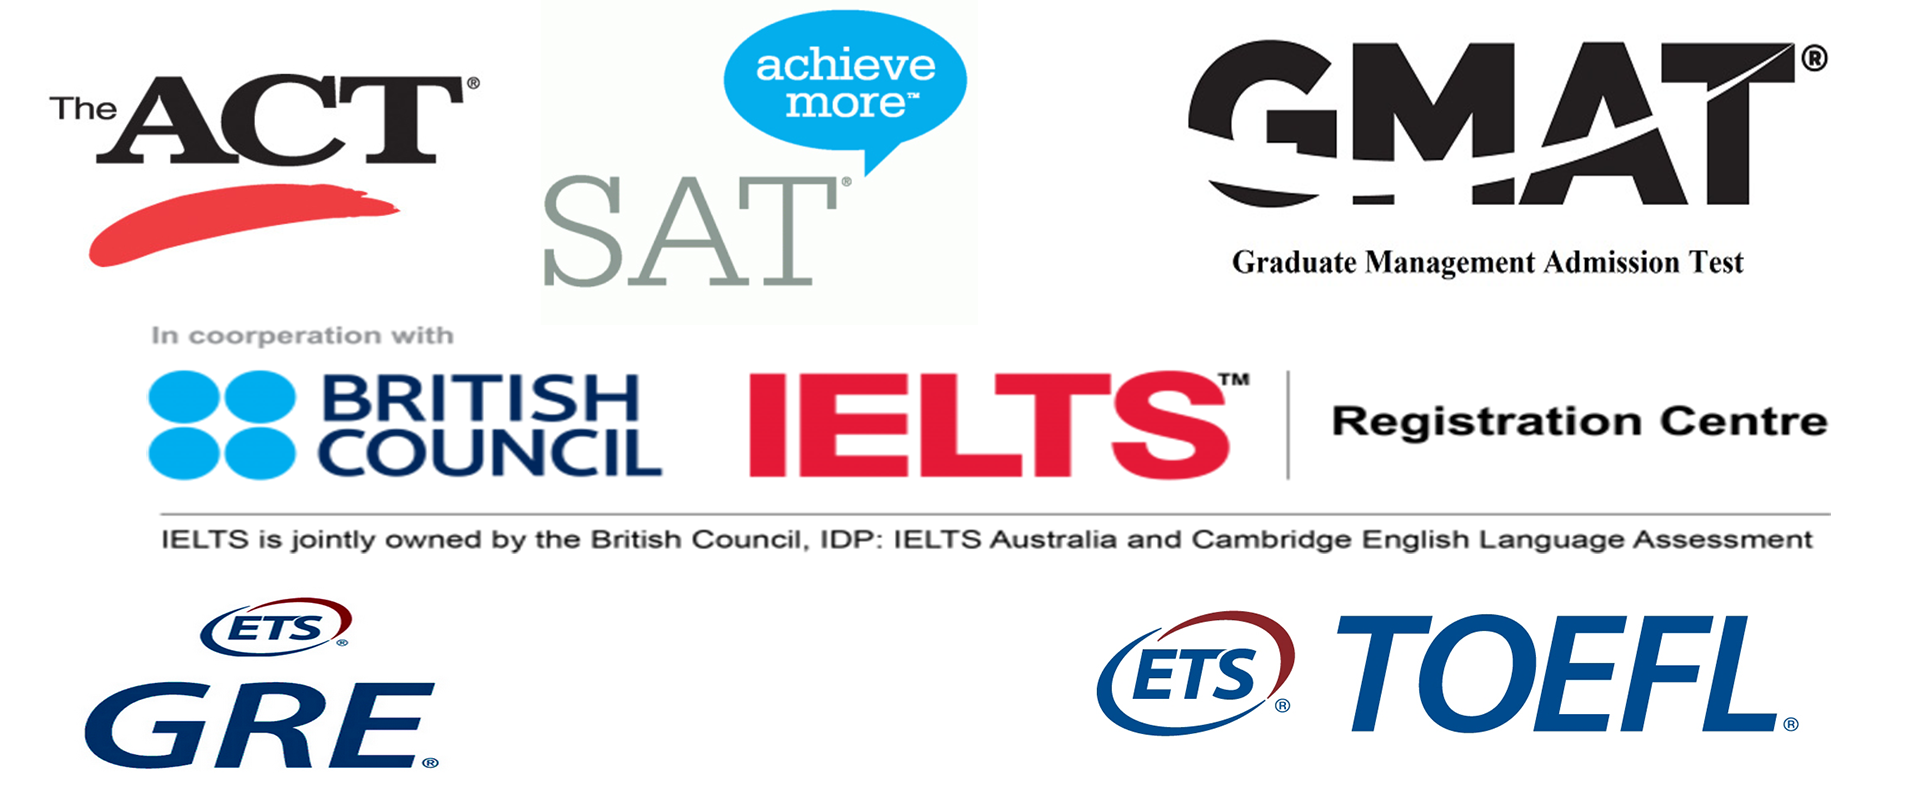 The ACT®
achieve
more™
SAT®
GMAT®
Graduate Management Admission Test
In coorperation with
BRITISH
COUNCIL
IELTS™
Registration Centre
IELTS is jointly owned by the British Council, IDP: IELTS Australia and Cambridge English Language Assessment
ETS®
GRE®
ETS®
TOEFL®